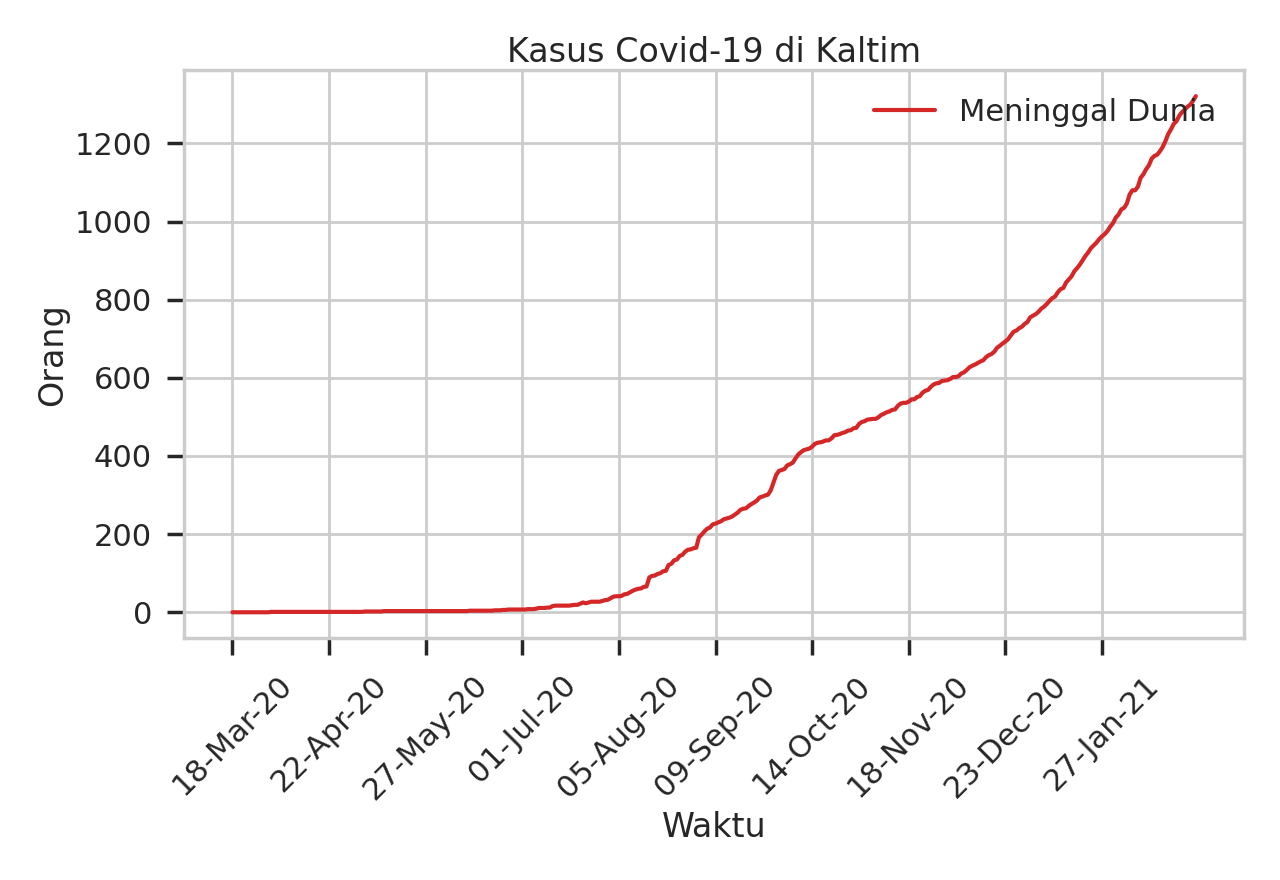 Kasus Covid-19 di Kaltim
Meninggal Dunia
Orang
1200
1000
800
600
400
200
0
18-Mar-20
22-Apr-20
27-May-20
01-Jul-20
05-Aug-20
09-Sep-20
14-Oct-20
18-Nov-20
23-Dec-20
27-Jan-21
Waktu